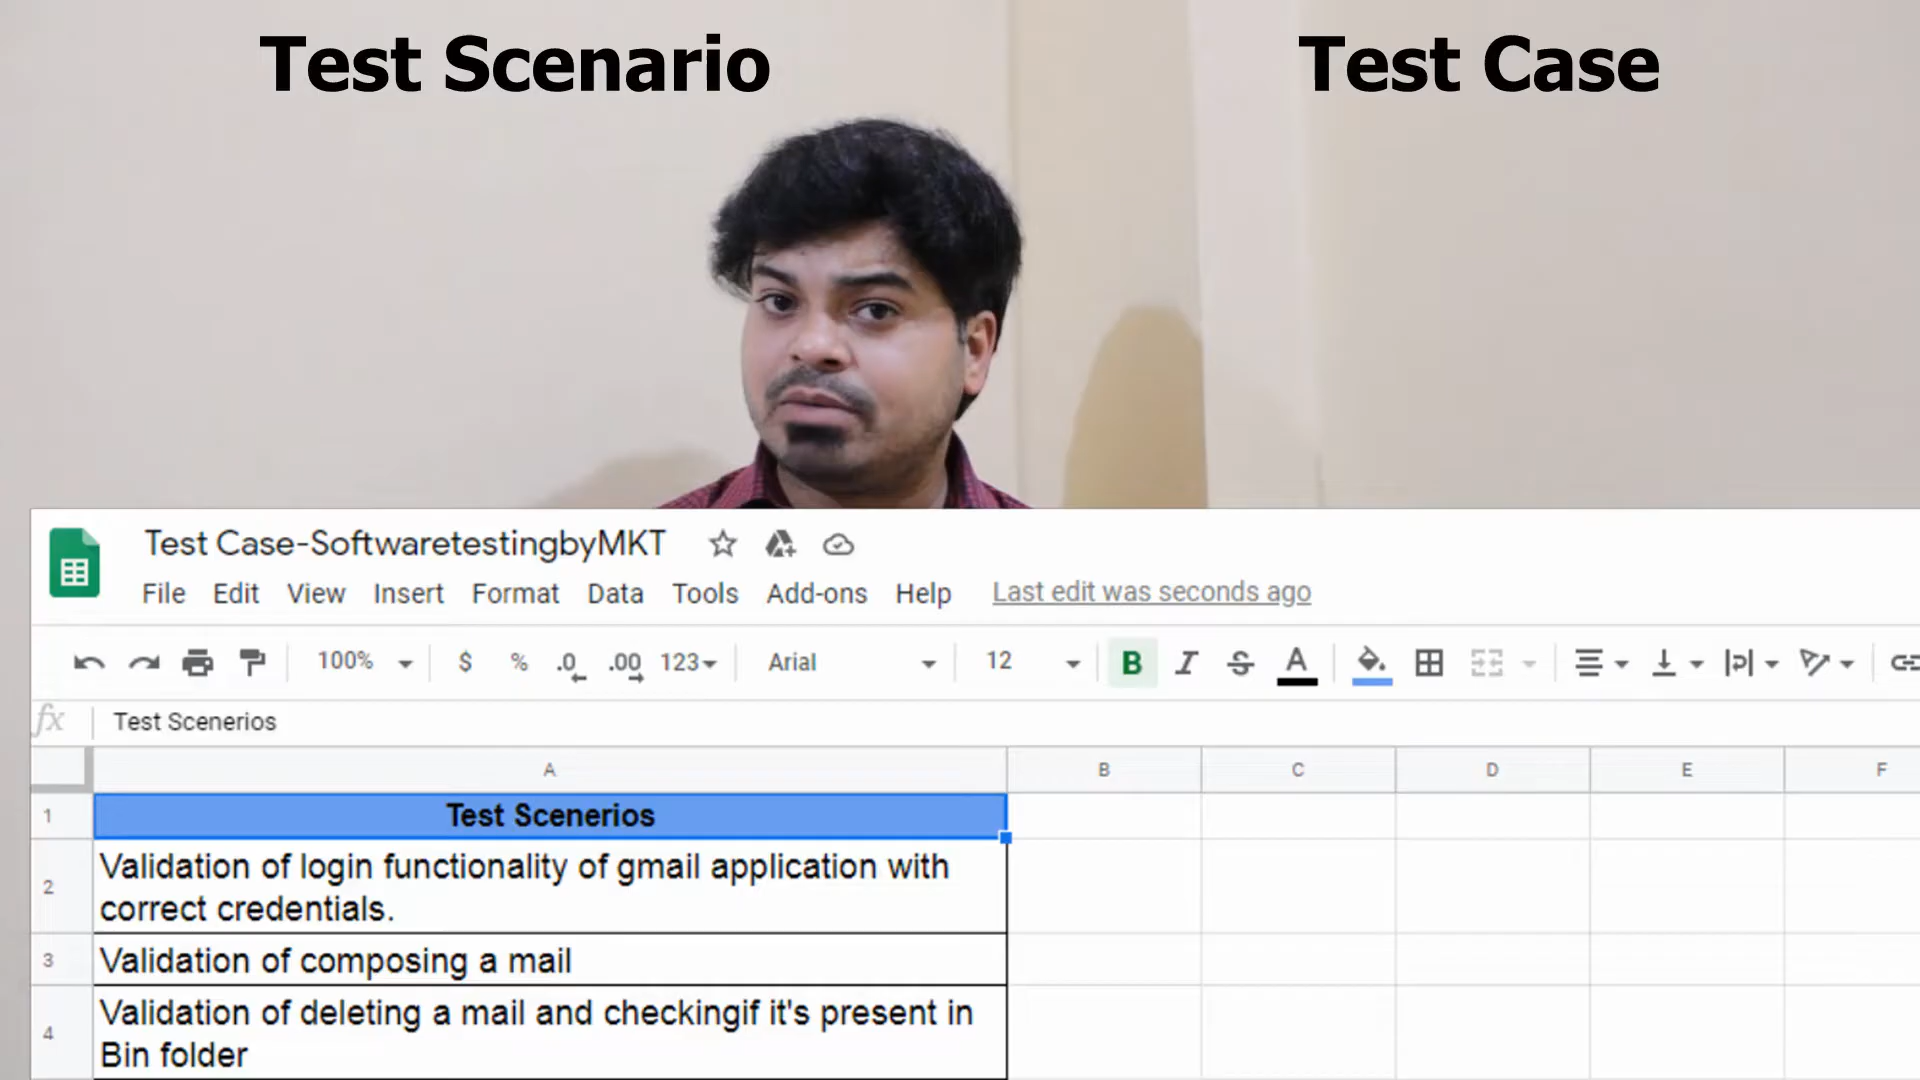 Test Scenario
Test Case
Test Case-SoftwaretestingbyMKT
File Edit View Insert Format Data Tools Add-ons Help Last edit was seconds ago
100% $ % .0 .00 123 Arial 12 B I S A
fx Test Scenerios
A B C D E F
1 Test Scenerios
2 Validation of login functionality of gmail application with
correct credentials.
3 Validation of composing a mail
4 Validation of deleting a mail and checkingif it's present in
Bin folder